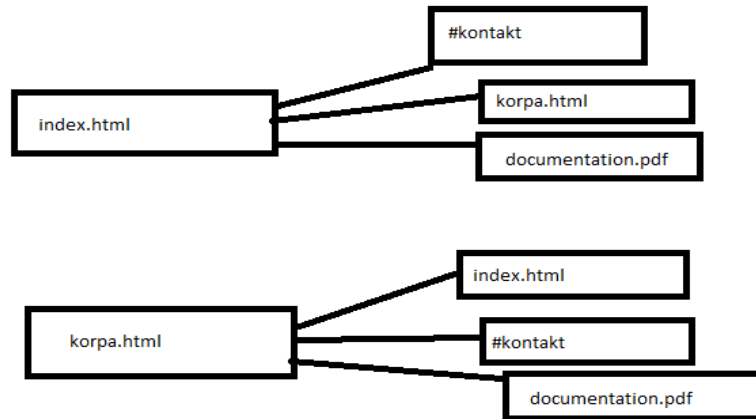 #kontakt
index.html
korpa.html
documentation.pdf
index.html
korpa.html
#kontakt
documentation.pdf